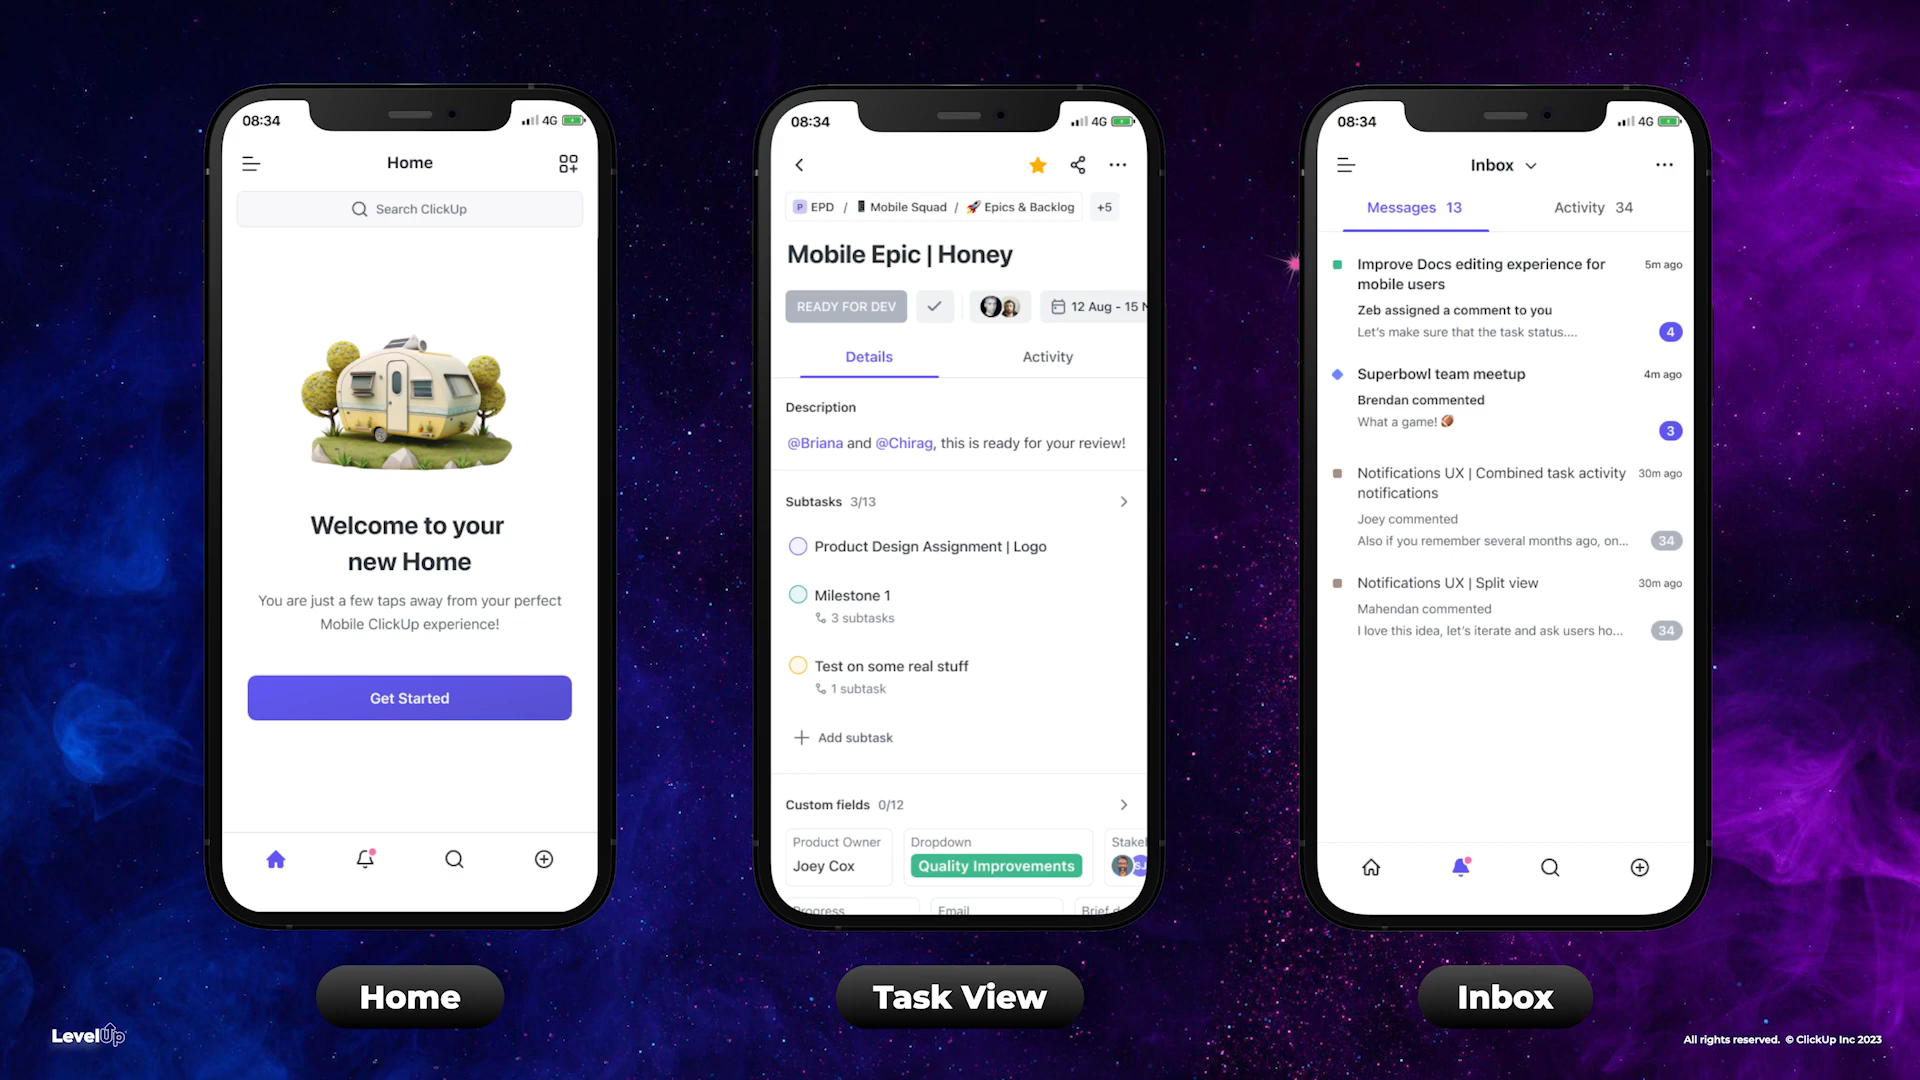 08:34
4G
Home
Search ClickUp
Welcome to your
new Home
You are just a few taps away from your perfect
Mobile ClickUp experience!
Get Started
Home
08:34
4G
P EPD / Mobile Squad / Epics & Backlog +5
Mobile Epic | Honey
READY FOR DEV
12 Aug - 15 N
Details
Activity
Description
@Briana and @Chirag, this is ready for your review!
Subtasks 3/13
Product Design Assignment | Logo
Milestone 1
3 subtasks
Test on some real stuff
1 subtask
Add subtask
Custom fields 0/12
Product Owner
Joey Cox
Dropdown
Quality Improvements
Stake
SJ
Progress
Email
Brief d
Task View
08:34
4G
Inbox
Messages 13
Activity 34
Improve Docs editing experience for 5m ago
mobile users
Zeb assigned a comment to you
Let's make sure that the task status.... 4
Superbowl team meetup 4m ago
Brendan commented
What a game!
3
Notifications UX | Combined task activity 30m ago
notifications
Joey commented
Also if you remember several months ago, on... 34
Notifications UX | Split view 30m ago
Mahendan commented
I love this idea, let's iterate and ask users ho... 34
Inbox
LevelUp
All rights reserved. © ClickUp Inc 2023